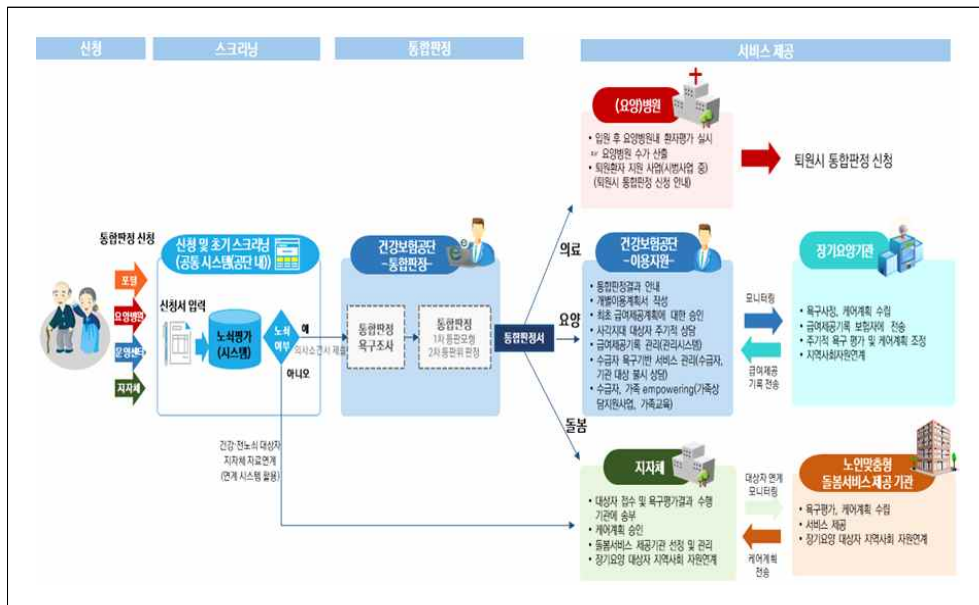 신청
스크리닝
통합판정
서비스 제공
통합판정 신청
포털
요양병원
운영센터
지자체
신청 및 초기 스크리닝
(공통 시스템(공단 내))
신청서 입력
노쇠평가
(시스템)
노쇠
여부
예
의사소견서 제출
아니오
건강·전노쇠 대상자
지자체 자료연계
(연계 시스템 활용)
건강보험공단
-통합판정-
통합판정
욕구조사
통합판정
1차 등판
2차 등판위 판정
통합판정서
의료
요양
돌봄
(요양)병원
• 입원 후 요양병원내 환자평가 실시
요양병원 수가 산출
• 퇴원환자 지원 사업(시범사업 중)
(퇴원시 통합판정 신청 안내)
퇴원시 통합판정 신청
건강보험공단
-이용지원-
• 통합판정결과 안내
• 개별이용계획서 작성
• 최초 급여제공계획에 대한 승인
• 사각지대 대상자 주기적 상담
• 급여제공기록 관리(관리시스템)
• 수급자 욕구기반 서비스 관리(수급자,
기관 대상 불시 상담)
• 수급자, 가족 empowering(가족상
담지원사업, 가족교육)
모니터링
급여제공
기록 전송
장기요양기관
• 욕구사정, 케어계획 수립
• 급여제공기록 보험자에 전송
• 주기적 욕구 평가 및 케어계획 조정
• 지역사회자원연계
지자체
• 대상자 접수 및 욕구평가결과 수행
기관에 송부
• 케어계획 승인
• 돌봄서비스 제공기관 선정 및 관리
• 장기요양 대상자 지역사회 자원연계
대상자 연계
모니터링
케어계획
전송
노인맞춤형
돌봄서비스 제공 기관
• 욕구평가, 케어계획 수립
• 서비스 제공
• 장기요양 대상자 지역사회 자원연계